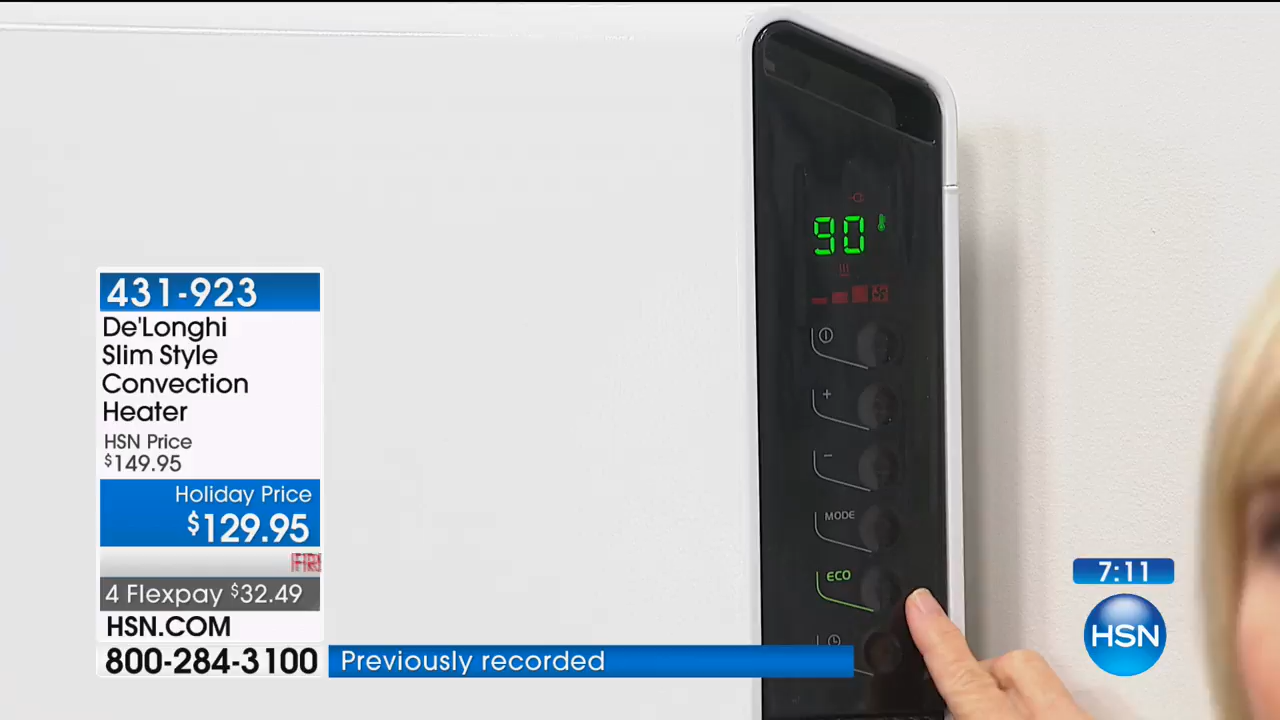 90
+
-
MODE
ECO
431-923
De'Longhi
Slim Style
Convection
Heater
HSN Price
$149.95
Holiday Price
$129.95
4 Flexpay $32.49
HSN.COM
800-284-3100
Previously recorded
7:11
HSN